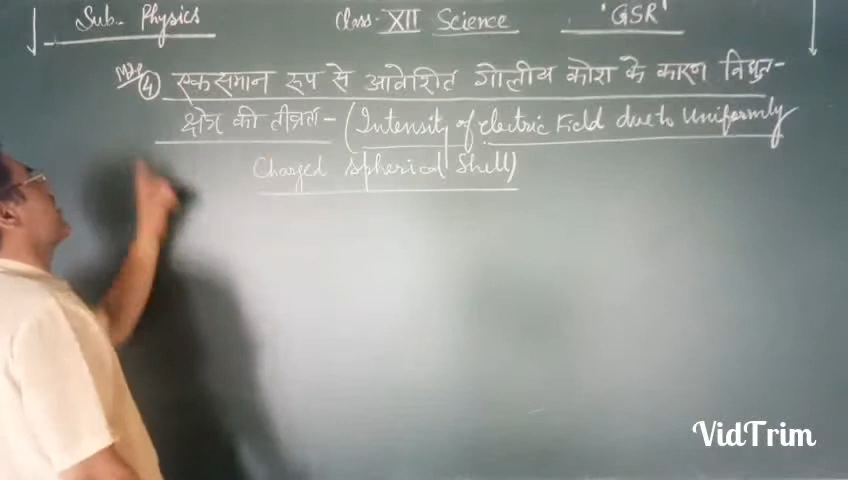 Sub. Physics Class. XII Science "GSR"
(4) एकसमान रूप से आवेशित गोलीय कोश के कारण विद्युत-
क्षेत्र की तीव्रता - (Intensity of electric Field due to Uniformly
Charged Spherical Shell)
VidTrim